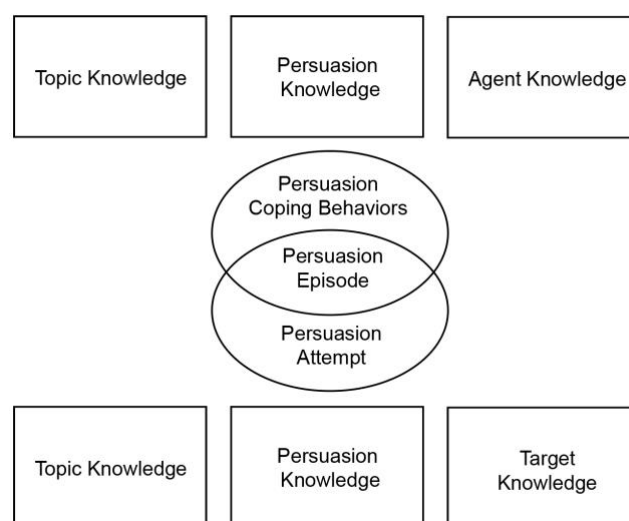 Topic Knowledge
Persuasion
Knowledge
Agent Knowledge
Persuasion
Coping Behaviors
Persuasion
Episode
Persuasion
Attempt
Topic Knowledge
Persuasion
Knowledge
Target
Knowledge